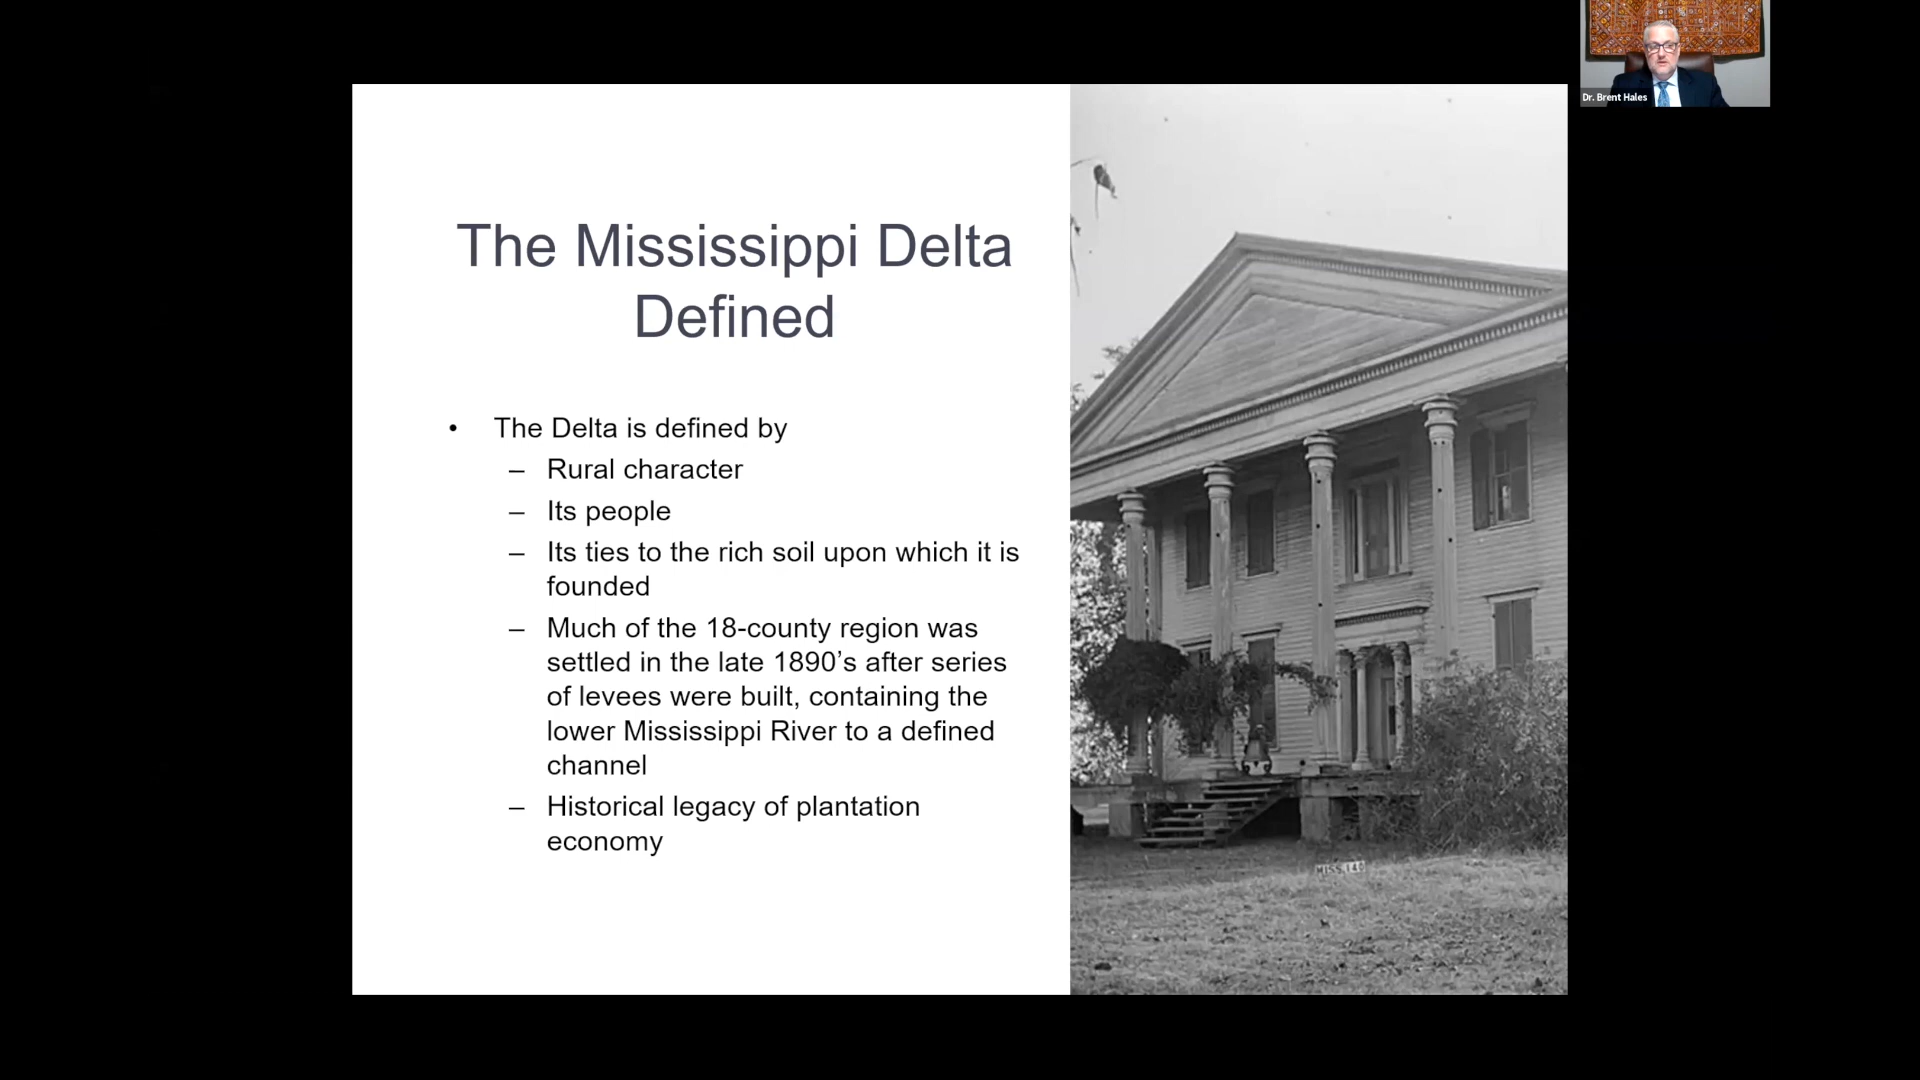 Dr. Brent Hales
The Mississippi Delta
Defined
• The Delta is defined by
– Rural character
– Its people
– Its ties to the rich soil upon which it is
founded
– Much of the 18-county region was
settled in the late 1890’s after series
of levees were built, containing the
lower Mississippi River to a defined
channel
– Historical legacy of plantation
economy
MISS. 140